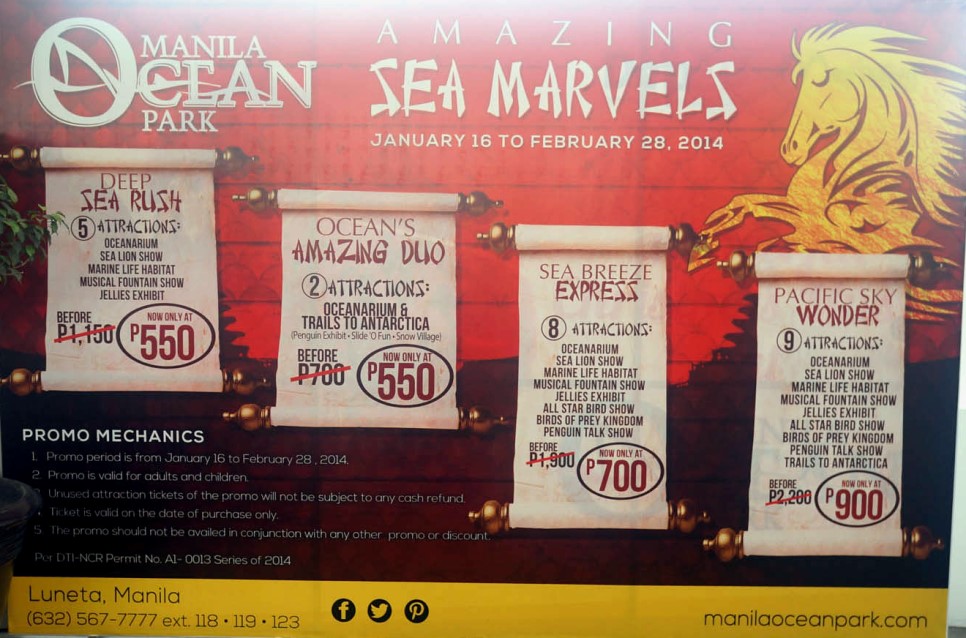 MANILA
OCEAN
PARK
AMAZING
SEA MARVELS
JANUARY 16 TO FEBRUARY 28, 2014
DEEP
SEA RUSH
5 ATTRACTIONS:
OCEANARIUM
SEA LION SHOW
MARINE LIFE HABITAT
MUSICAL FOUNTAIN SHOW
JELLIES EXHIBIT
BEFORE
P1,150
NOW ONLY AT
P550
OCEAN'S
AMAZING DUO
2 ATTRACTIONS:
OCEANARIUM &
TRAILS TO ANTARCTICA
(Penguin Exhibit • Slide 'O Fun • Snow Village)
BEFORE
P700
NOW ONLY AT
P550
SEA BREEZE
EXPRESS
8 ATTRACTIONS:
OCEANARIUM
SEA LION SHOW
MARINE LIFE HABITAT
MUSICAL FOUNTAIN SHOW
JELLIES EXHIBIT
ALL STAR BIRD SHOW
BIRDS OF PREY KINGDOM
PENGUIN TALK SHOW
BEFORE
P1,900
NOW ONLY AT
P700
PACIFIC SKY
WONDER
9 ATTRACTIONS:
OCEANARIUM
SEA LION SHOW
MARINE LIFE HABITAT
MUSICAL FOUNTAIN SHOW
JELLIES EXHIBIT
ALL STAR BIRD SHOW
BIRDS OF PREY KINGDOM
PENGUIN TALK SHOW
TRAILS TO ANTARCTICA
BEFORE
P2,200
NOW ONLY AT
P900
PROMO MECHANICS
1. Promo period is from January 16 to February 28, 2014.
2. Promo is valid for adults and children.
Unused attraction tickets of the promo will not be subject to any cash refund.
Ticket is valid on the date of purchase only.
5 The promo should not be availed in conjunction with any other promo or discount.
Per DTI-NCR Permit No. A1- 0013 Series of 2014
Luneta, Manila
(632) 567-7777 ext. 118 • 119 • 123
manilaoceanpark.com